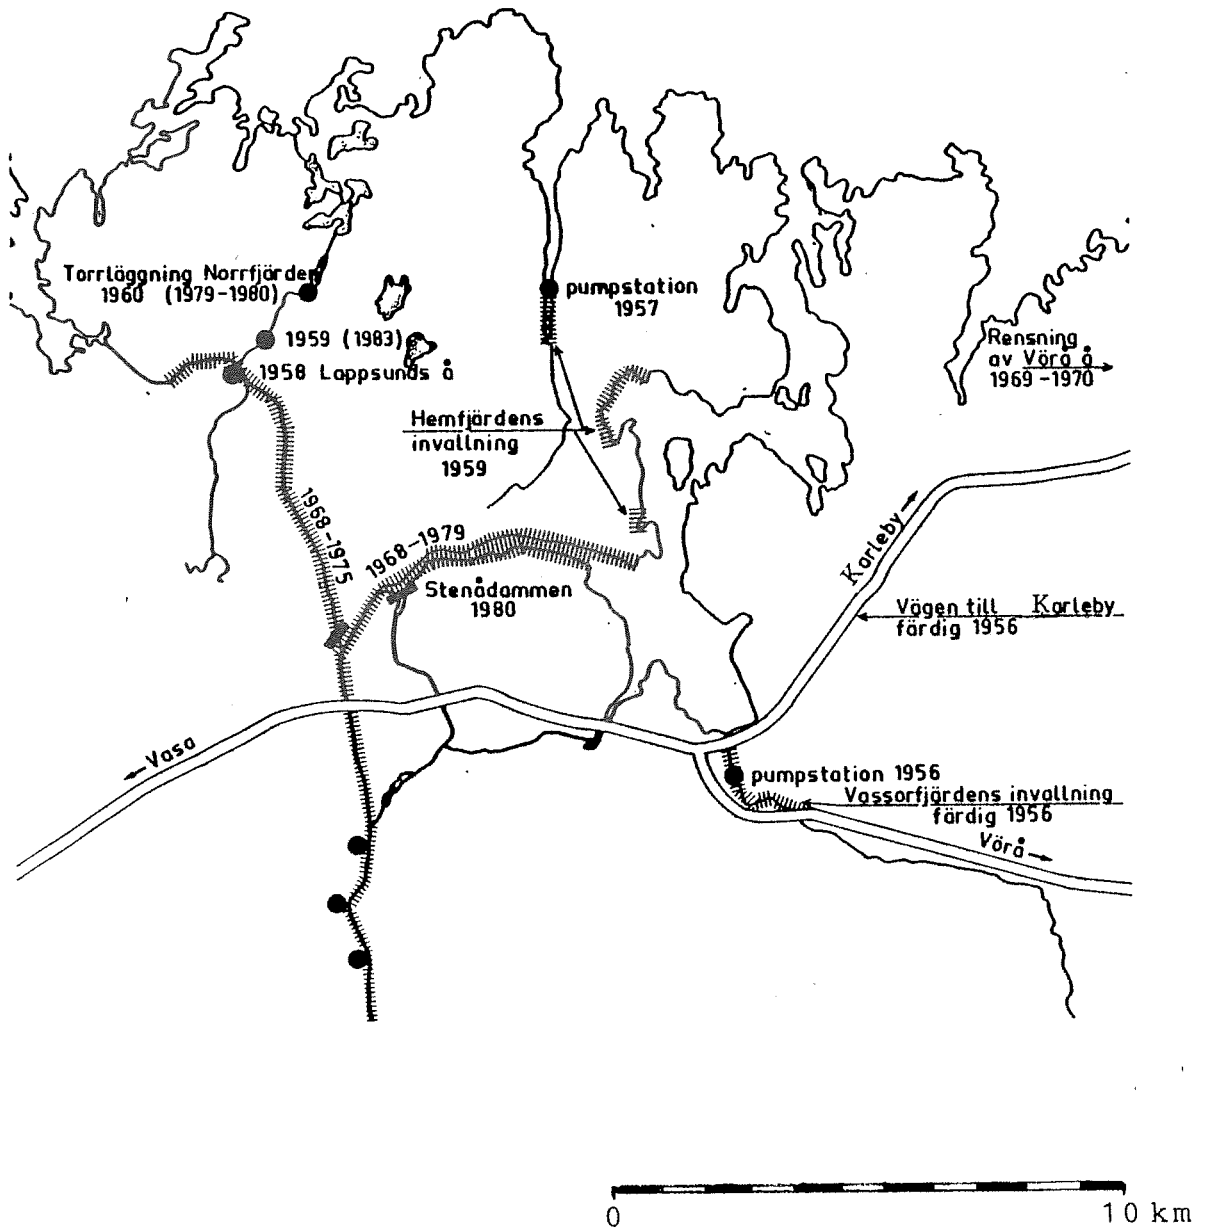 Torrläggning Norrfjärden
1960 (1979-1980)
1959 (1983)
1958 Lappsunds å
pumpstation
1957
Rensning
av Vörå å
1969-1970
Hemfjärdens
invallning
1959
1968-1975
1968-1979
Stenådammen
1980
Karleby
Vägen till Karleby
färdig 1956
Vasa
pumpstation 1956
Vassorfjärdens invallning
färdig 1956
Vörå
0 10 km